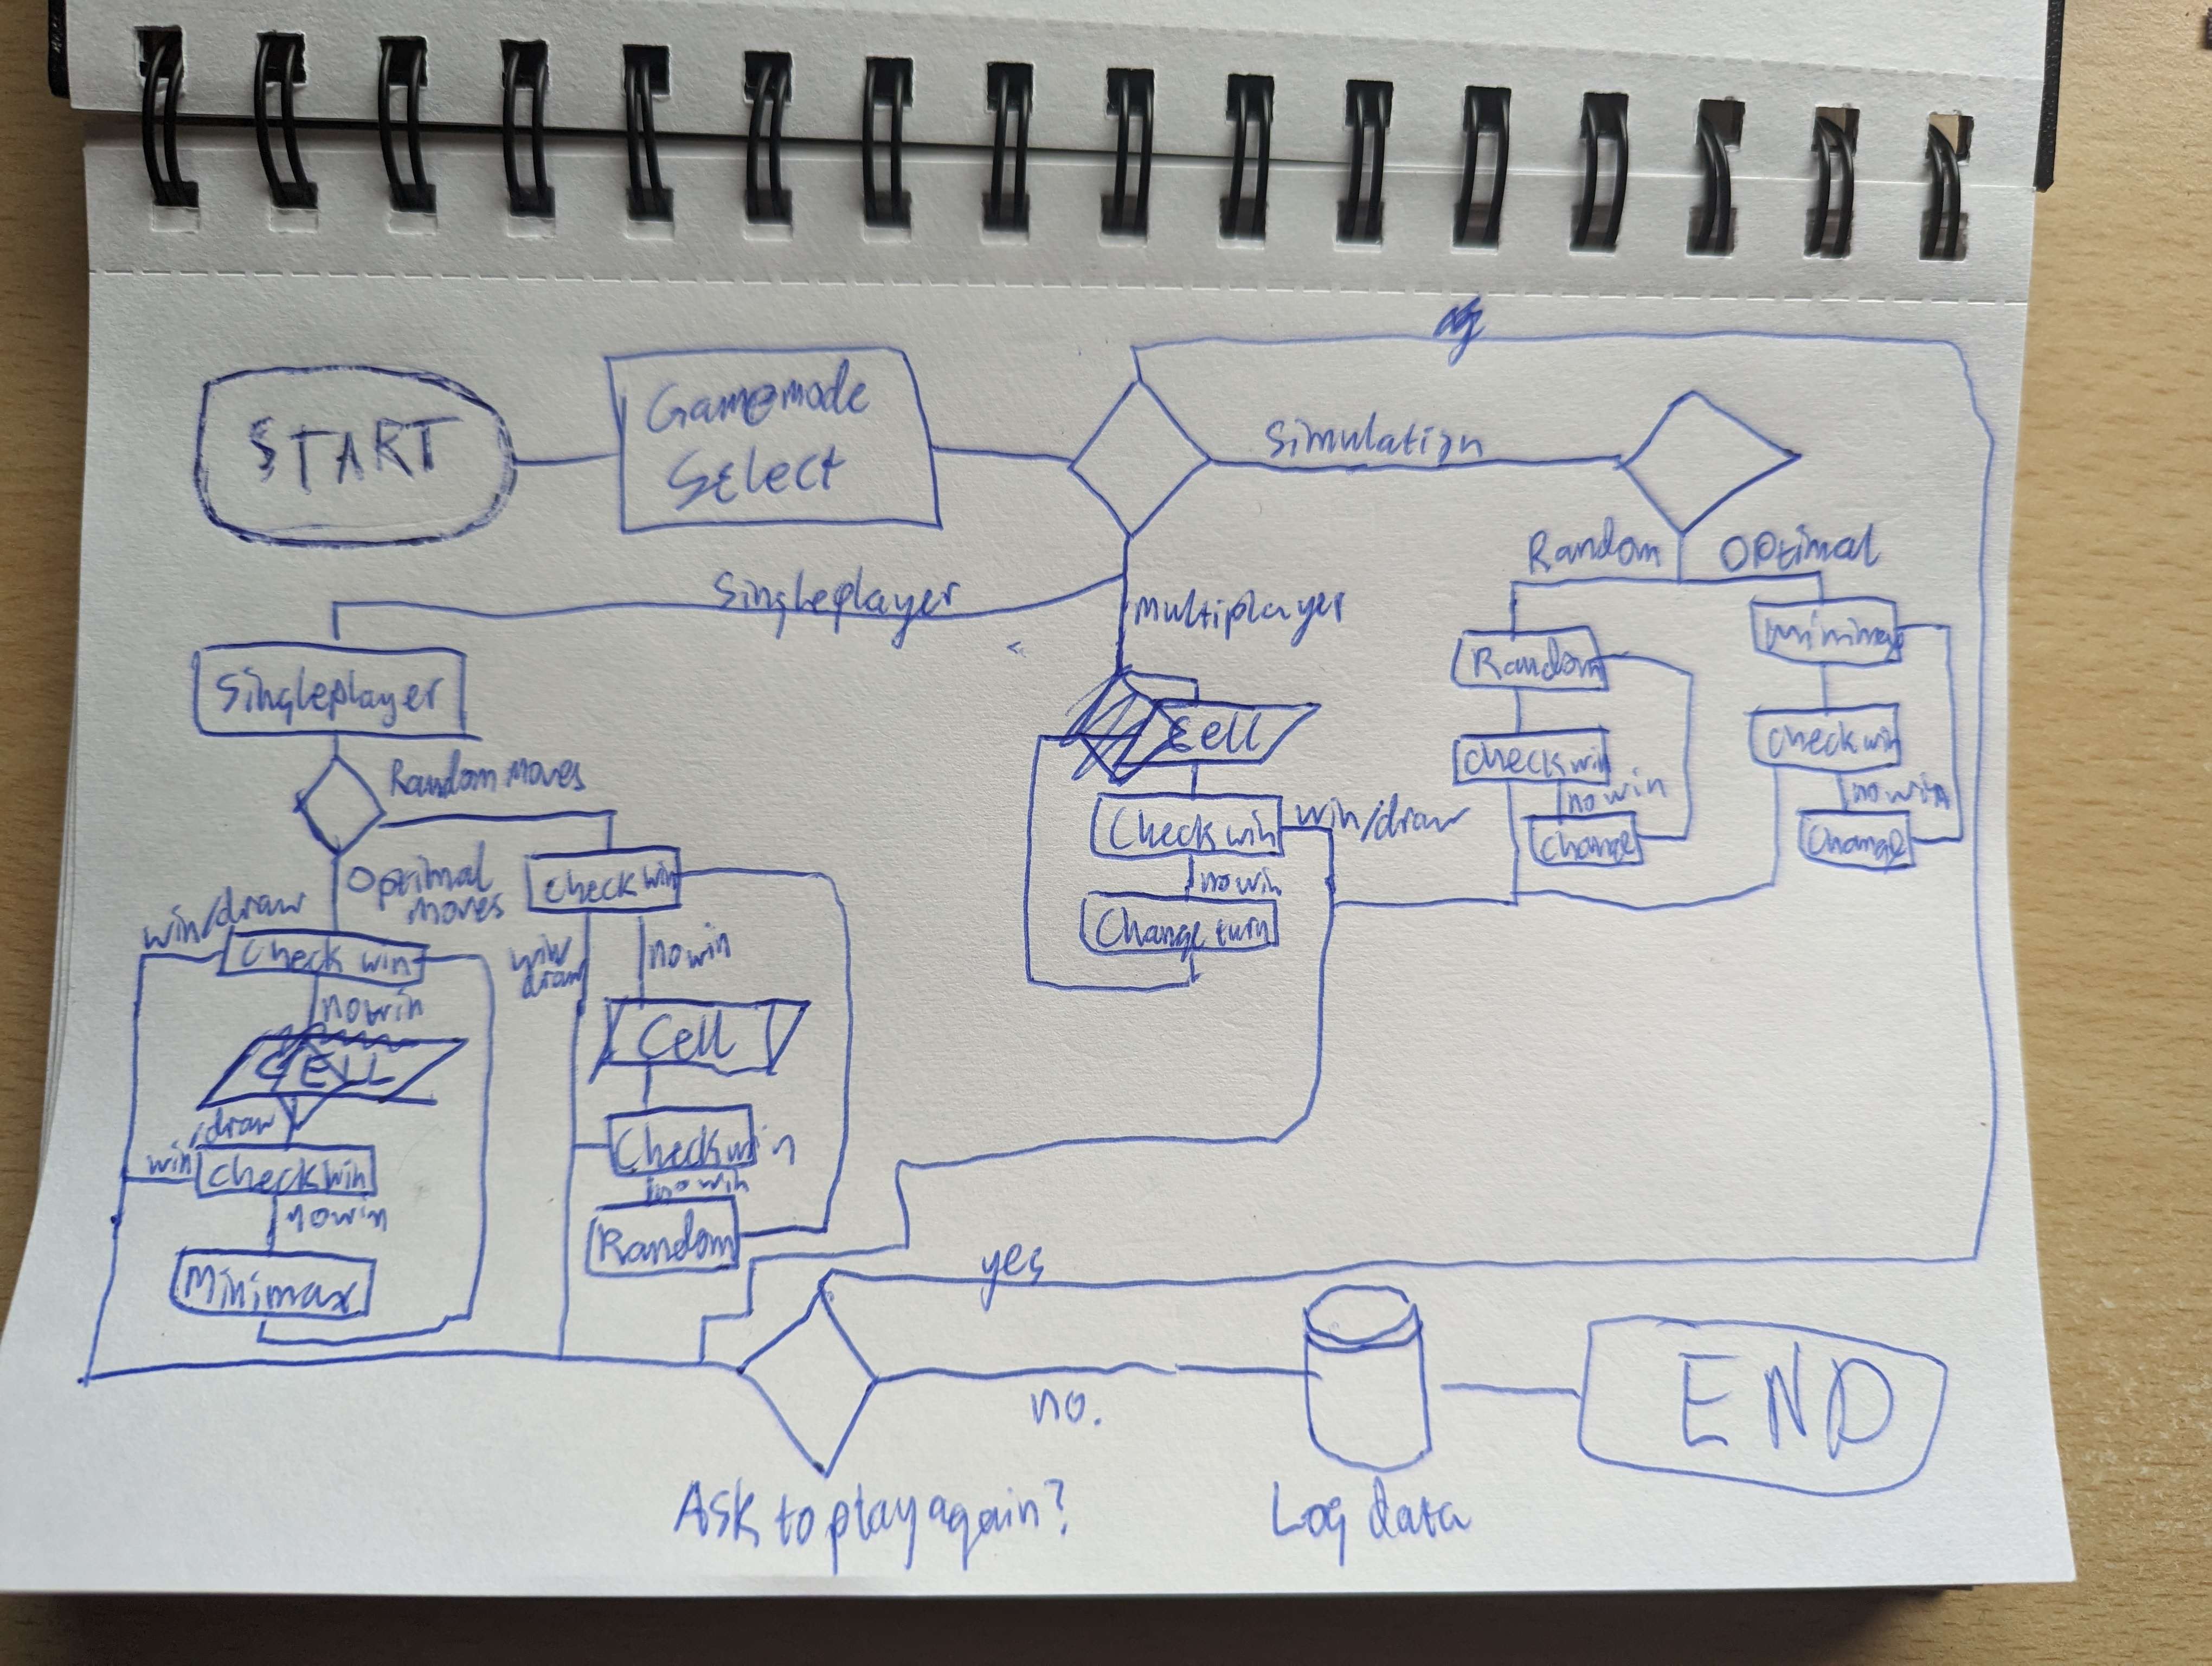 START
Gamemode
Select
Simulation
Random
Optimal
Singleplayer
multiplayer
Singleplayer
Random moves
Optimal
moves
win/draw
Check win
no win
CELL
win/draw
Check win
no win
Minimax
Check win
win/
draw
no win
Cell
Check win
no win
Random
Cell
Check win
win/draw
no win
Change turn
Random
Check win
no win
Change
Check win
no win
Change
yes
no.
Ask to play again?
Log data
END